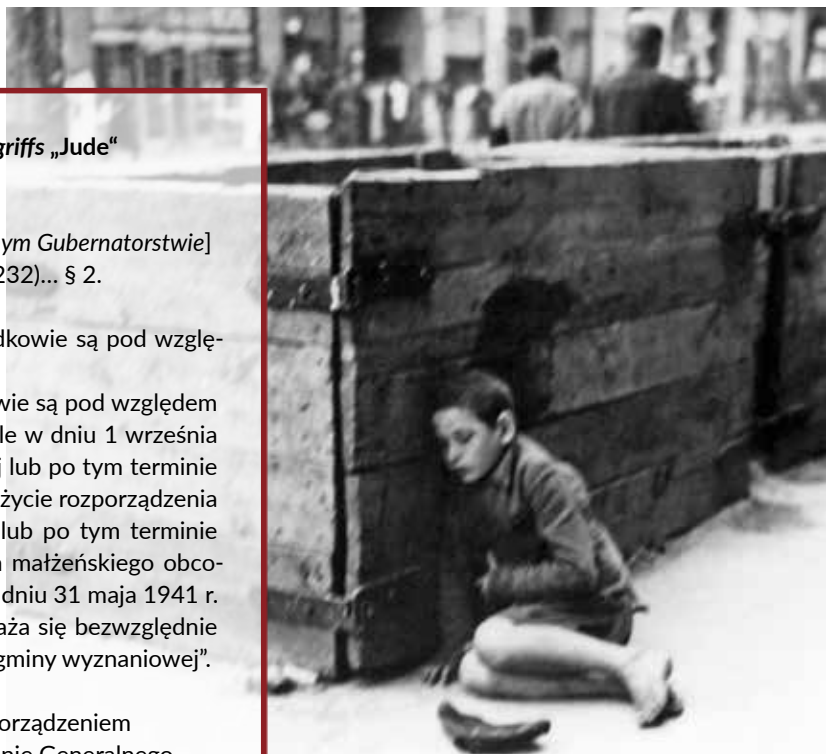 griffs „Jude“
ym Gubernatorstwie]
232)... § 2.
dkowie są pod wzglę-
wie są pod względem
le w dniu 1 września
j lub po tym terminie
życie rozporządzenia
lub po tym terminie
małżeńskiego obco-
dniu 31 maja 1941 r.
aża się bezwzględnie
gminy wyznaniowej”.
orządzeniem
nie Generalnego